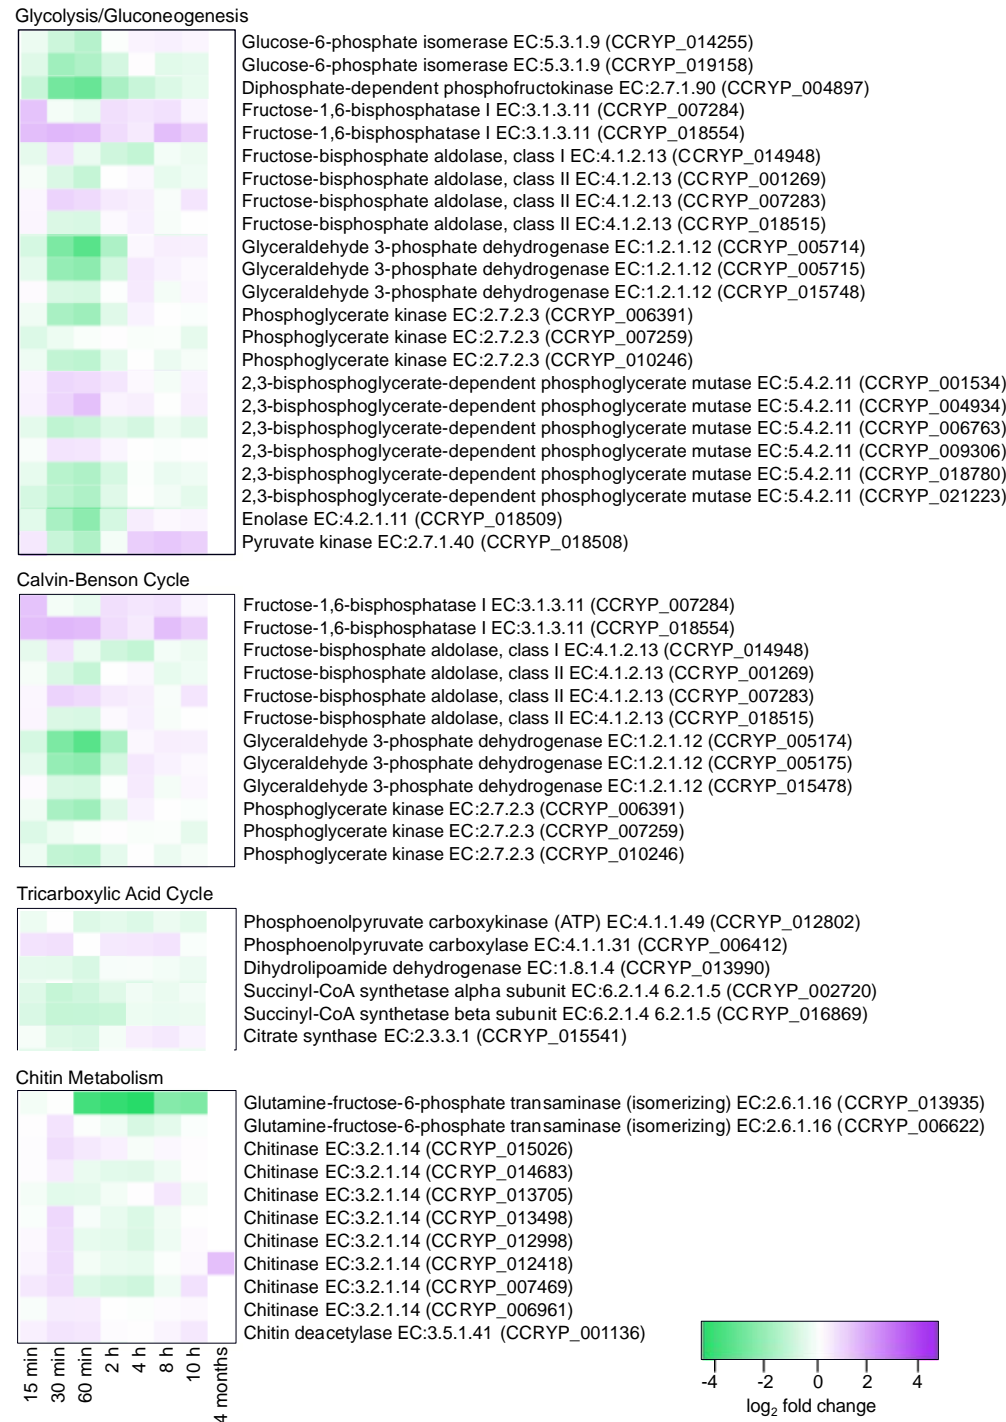 Glycolysis/Gluconeogenesis
Glucose-6-phosphate isomerase EC:5.3.1.9 (CCRYP_014255)
Glucose-6-phosphate isomerase EC:5.3.1.9 (CCRYP_019158)
Diphosphate-dependent phosphofructokinase EC:2.7.1.90 (CCRYP_004897)
Fructose-1,6-bisphosphatase I EC:3.1.3.11 (CCRYP_007284)
Fructose-1,6-bisphosphatase I EC:3.1.3.11 (CCRYP_018554)
Fructose-bisphosphate aldolase, class I EC:4.1.2.13 (CCRYP_014948)
Fructose-bisphosphate aldolase, class II EC:4.1.2.13 (CCRYP_001269)
Fructose-bisphosphate aldolase, class II EC:4.1.2.13 (CCRYP_007283)
Fructose-bisphosphate aldolase, class II EC:4.1.2.13 (CCRYP_018515)
Glyceraldehyde 3-phosphate dehydrogenase EC:1.2.1.12 (CCRYP_005714)
Glyceraldehyde 3-phosphate dehydrogenase EC:1.2.1.12 (CCRYP_005715)
Glyceraldehyde 3-phosphate dehydrogenase EC:1.2.1.12 (CCRYP_015748)
Phosphoglycerate kinase EC:2.7.2.3 (CCRYP_006391)
Phosphoglycerate kinase EC:2.7.2.3 (CCRYP_007259)
Phosphoglycerate kinase EC:2.7.2.3 (CCRYP_010246)
2,3-bisphosphoglycerate-dependent phosphoglycerate mutase EC:5.4.2.11 (CCRYP_001534)
2,3-bisphosphoglycerate-dependent phosphoglycerate mutase EC:5.4.2.11 (CCRYP_004934)
2,3-bisphosphoglycerate-dependent phosphoglycerate mutase EC:5.4.2.11 (CCRYP_006763)
2,3-bisphosphoglycerate-dependent phosphoglycerate mutase EC:5.4.2.11 (CCRYP_009306)
2,3-bisphosphoglycerate-dependent phosphoglycerate mutase EC:5.4.2.11 (CCRYP_018780)
2,3-bisphosphoglycerate-dependent phosphoglycerate mutase EC:5.4.2.11 (CCRYP_021223)
Enolase EC:4.2.1.11 (CCRYP_018509)
Pyruvate kinase EC:2.7.1.40 (CCRYP_018508)
Calvin-Benson Cycle
Fructose-1,6-bisphosphatase I EC:3.1.3.11 (CCRYP_007284)
Fructose-1,6-bisphosphatase I EC:3.1.3.11 (CCRYP_018554)
Fructose-bisphosphate aldolase, class I EC:4.1.2.13 (CCRYP_014948)
Fructose-bisphosphate aldolase, class II EC:4.1.2.13 (CCRYP_001269)
Fructose-bisphosphate aldolase, class II EC:4.1.2.13 (CCRYP_007283)
Fructose-bisphosphate aldolase, class II EC:4.1.2.13 (CCRYP_018515)
Glyceraldehyde 3-phosphate dehydrogenase EC:1.2.1.12 (CCRYP_005174)
Glyceraldehyde 3-phosphate dehydrogenase EC:1.2.1.12 (CCRYP_005175)
Glyceraldehyde 3-phosphate dehydrogenase EC:1.2.1.12 (CCRYP_015478)
Phosphoglycerate kinase EC:2.7.2.3 (CCRYP_006391)
Phosphoglycerate kinase EC:2.7.2.3 (CCRYP_007259)
Phosphoglycerate kinase EC:2.7.2.3 (CCRYP_010246)
Tricarboxylic Acid Cycle
Phosphoenolpyruvate carboxykinase (ATP) EC:4.1.1.49 (CCRYP_012802)
Phosphoenolpyruvate carboxylase EC:4.1.1.31 (CCRYP_006412)
Dihydrolipoamide dehydrogenase EC:1.8.1.4 (CCRYP_013990)
Succinyl-CoA synthetase alpha subunit EC:6.2.1.4 6.2.1.5 (CCRYP_002720)
Succinyl-CoA synthetase beta subunit EC:6.2.1.4 6.2.1.5 (CCRYP_016869)
Citrate synthase EC:2.3.3.1 (CCRYP_015541)
Chitin Metabolism
Glutamine-fructose-6-phosphate transaminase (isomerizing) EC:2.6.1.16 (CCRYP_013935)
Glutamine-fructose-6-phosphate transaminase (isomerizing) EC:2.6.1.16 (CCRYP_006622)
Chitinase EC:3.2.1.14 (CCRYP_015026)
Chitinase EC:3.2.1.14 (CCRYP_014683)
Chitinase EC:3.2.1.14 (CCRYP_013705)
Chitinase EC:3.2.1.14 (CCRYP_013498)
Chitinase EC:3.2.1.14 (CCRYP_012998)
Chitinase EC:3.2.1.14 (CCRYP_012418)
Chitinase EC:3.2.1.14 (CCRYP_007469)
Chitinase EC:3.2.1.14 (CCRYP_006961)
Chitin deacetylase EC:3.5.1.41 (CCRYP_001136)
15 min
30 min
60 min
2 h
4 h
8 h
10 h
4 months
-4 -2 0 2 4
log2 fold change